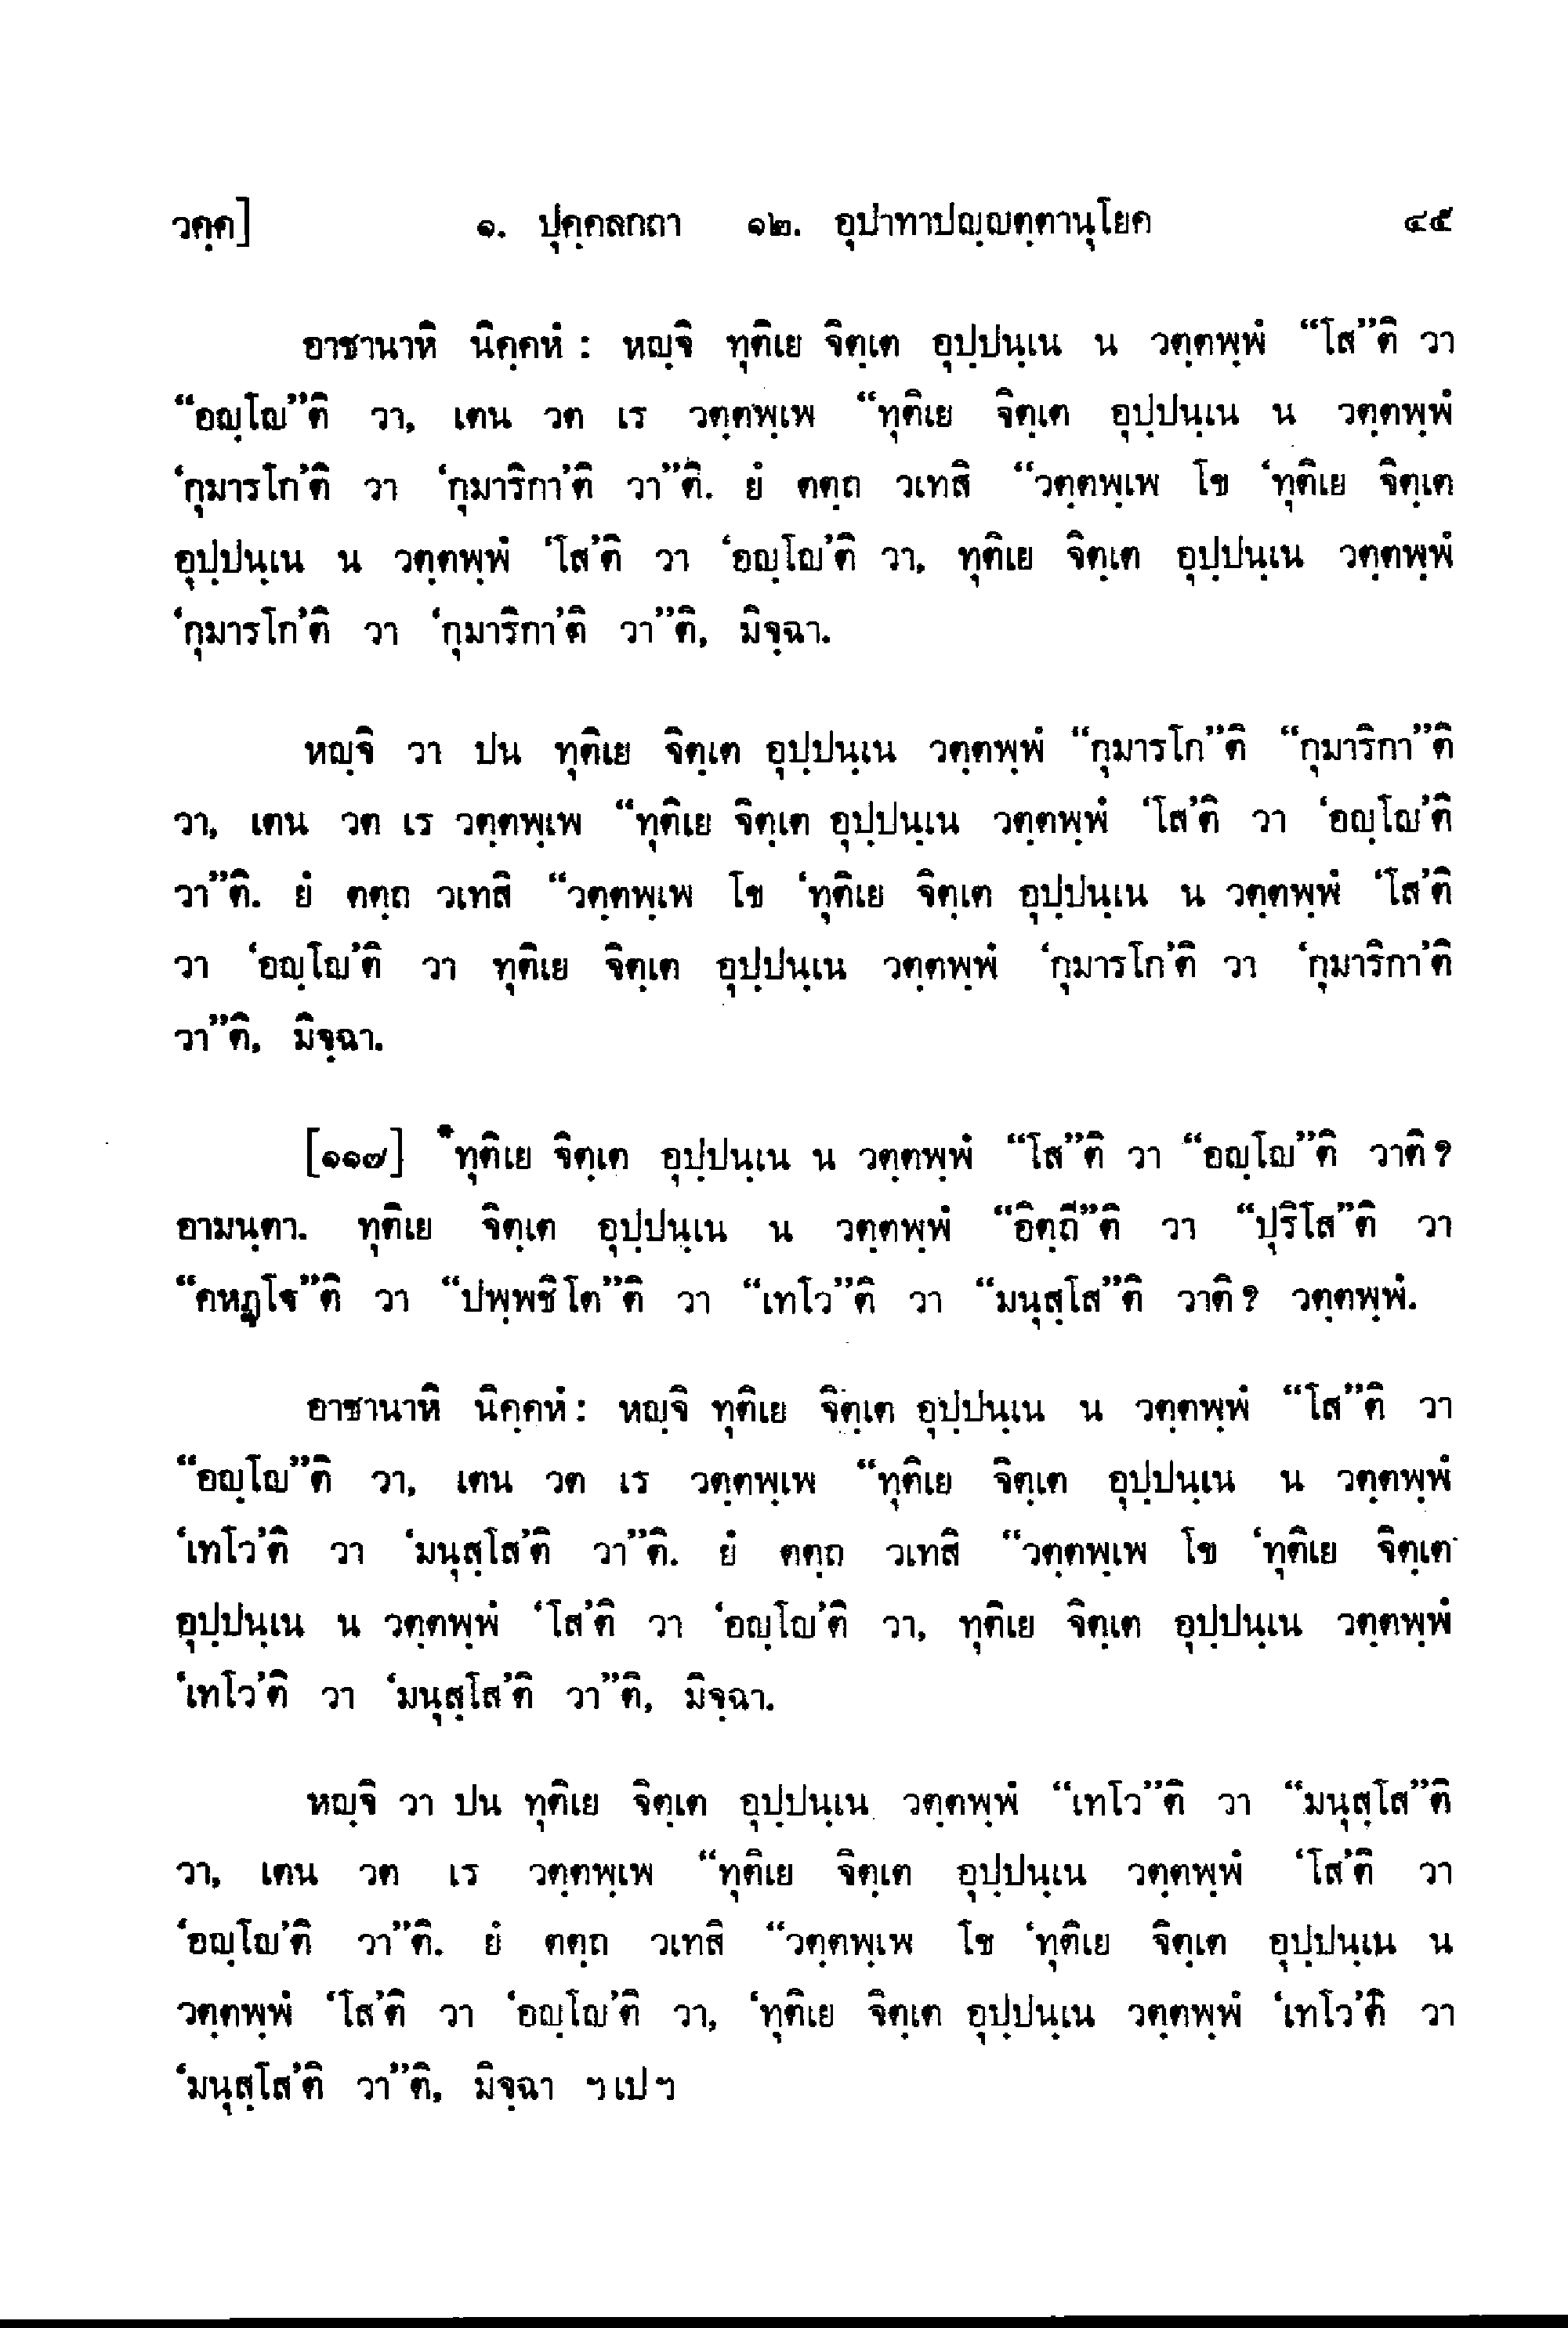 วคฺค] ๑. ปุคฺคลกถา ๑๒. อุปาทาปญฺญตฺตานุโยค ๔๕
อาชานาหิ นิคฺคหํ : หญฺจิ ทุติเย จิตฺเต อุปฺปนฺเน น วตฺตพฺพํ “โส”ติ วา
“อญฺโญ”ติ วา, เตน วต เร วตฺตพฺเพ “ทุติเย จิตฺเต อุปฺปนฺเน น วตฺตพฺพํ
‘กุมารโก’ติ วา ‘กุมาริกา’ติ วา”ติ. ยํ ตตฺถ วเทสิ “วตฺตพฺเพ โข ‘ทุติเย จิตฺเต
อุปฺปนฺเน น วตฺตพฺพํ ‘โส’ติ วา ‘อญฺโญ’ติ วา, ทุติเย จิตฺเต อุปฺปนฺเน วตฺตพฺพํ
‘กุมารโก’ติ วา ‘กุมาริกา’ติ วา”ติ, มิจฺฉา.
หญฺจิ วา ปน ทุติเย จิตฺเต อุปฺปนฺเน วตฺตพฺพํ “กุมารโก”ติ “กุมาริกา”ติ
วา, เตน วต เร วตฺตพฺเพ “ทุติเย จิตฺเต อุปฺปนฺเน วตฺตพฺพํ ‘โส’ติ วา ‘อญฺโญ’ติ
วา”ติ. ยํ ตตฺถ วเทสิ “วตฺตพฺเพ โข ‘ทุติเย จิตฺเต อุปฺปนฺเน น วตฺตพฺพํ ‘โส’ติ
วา ‘อญฺโญ’ติ วา ทุติเย จิตฺเต อุปฺปนฺเน วตฺตพฺพํ ‘กุมารโก’ติ วา ‘กุมาริกา’ติ
วา”ติ, มิจฺฉา.
[๑๑๗] *ทุติเย จิตฺเต อุปฺปนฺเน น วตฺตพฺพํ “โส”ติ วา “อญฺโญ”ติ วาติ ?
อามนฺตา. ทุติเย จิตฺเต อุปฺปนฺเน น วตฺตพฺพํ “อิตฺถี”ติ วา “ปุริโส”ติ วา
“คหฏฺโฐ”ติ วา “ปพฺพชิโต”ติ วา “เทโว”ติ วา “มนุสฺโส”ติ วาติ ? วตฺตพฺพํ.
อาชานาหิ นิคฺคหํ : หญฺจิ ทุติเย จิตฺเต อุปฺปนฺเน น วตฺตพฺพํ “โส”ติ วา
“อญฺโญ”ติ วา, เตน วต เร วตฺตพฺเพ “ทุติเย จิตฺเต อุปฺปนฺเน น วตฺตพฺพํ
‘เทโว’ติ วา ‘มนุสฺโส’ติ วา”ติ. ยํ ตตฺถ วเทสิ “วตฺตพฺเพ โข ‘ทุติเย จิตฺเต
อุปฺปนฺเน น วตฺตพฺพํ ‘โส’ติ วา ‘อญฺโญ’ติ วา, ทุติเย จิตฺเต อุปฺปนฺเน วตฺตพฺพํ
‘เทโว’ติ วา ‘มนุสฺโส’ติ วา”ติ, มิจฺฉา.
หญฺจิ วา ปน ทุติเย จิตฺเต อุปฺปนฺเน วตฺตพฺพํ “เทโว”ติ วา “มนุสฺโส”ติ
วา, เตน วต เร วตฺตพฺเพ “ทุติเย จิตฺเต อุปฺปนฺเน วตฺตพฺพํ ‘โส’ติ วา
‘อญฺโญ’ติ วา”ติ. ยํ ตตฺถ วเทสิ “วตฺตพฺเพ โข ‘ทุติเย จิตฺเต อุปฺปนฺเน น
วตฺตพฺพํ ‘โส’ติ วา ‘อญฺโญ’ติ วา, ‘ทุติเย จิตฺเต อุปฺปนฺเน วตฺตพฺพํ ‘เทโว’ติ วา
‘มนุสฺโส’ติ วา”ติ, มิจฺฉา ฯ เป ฯ